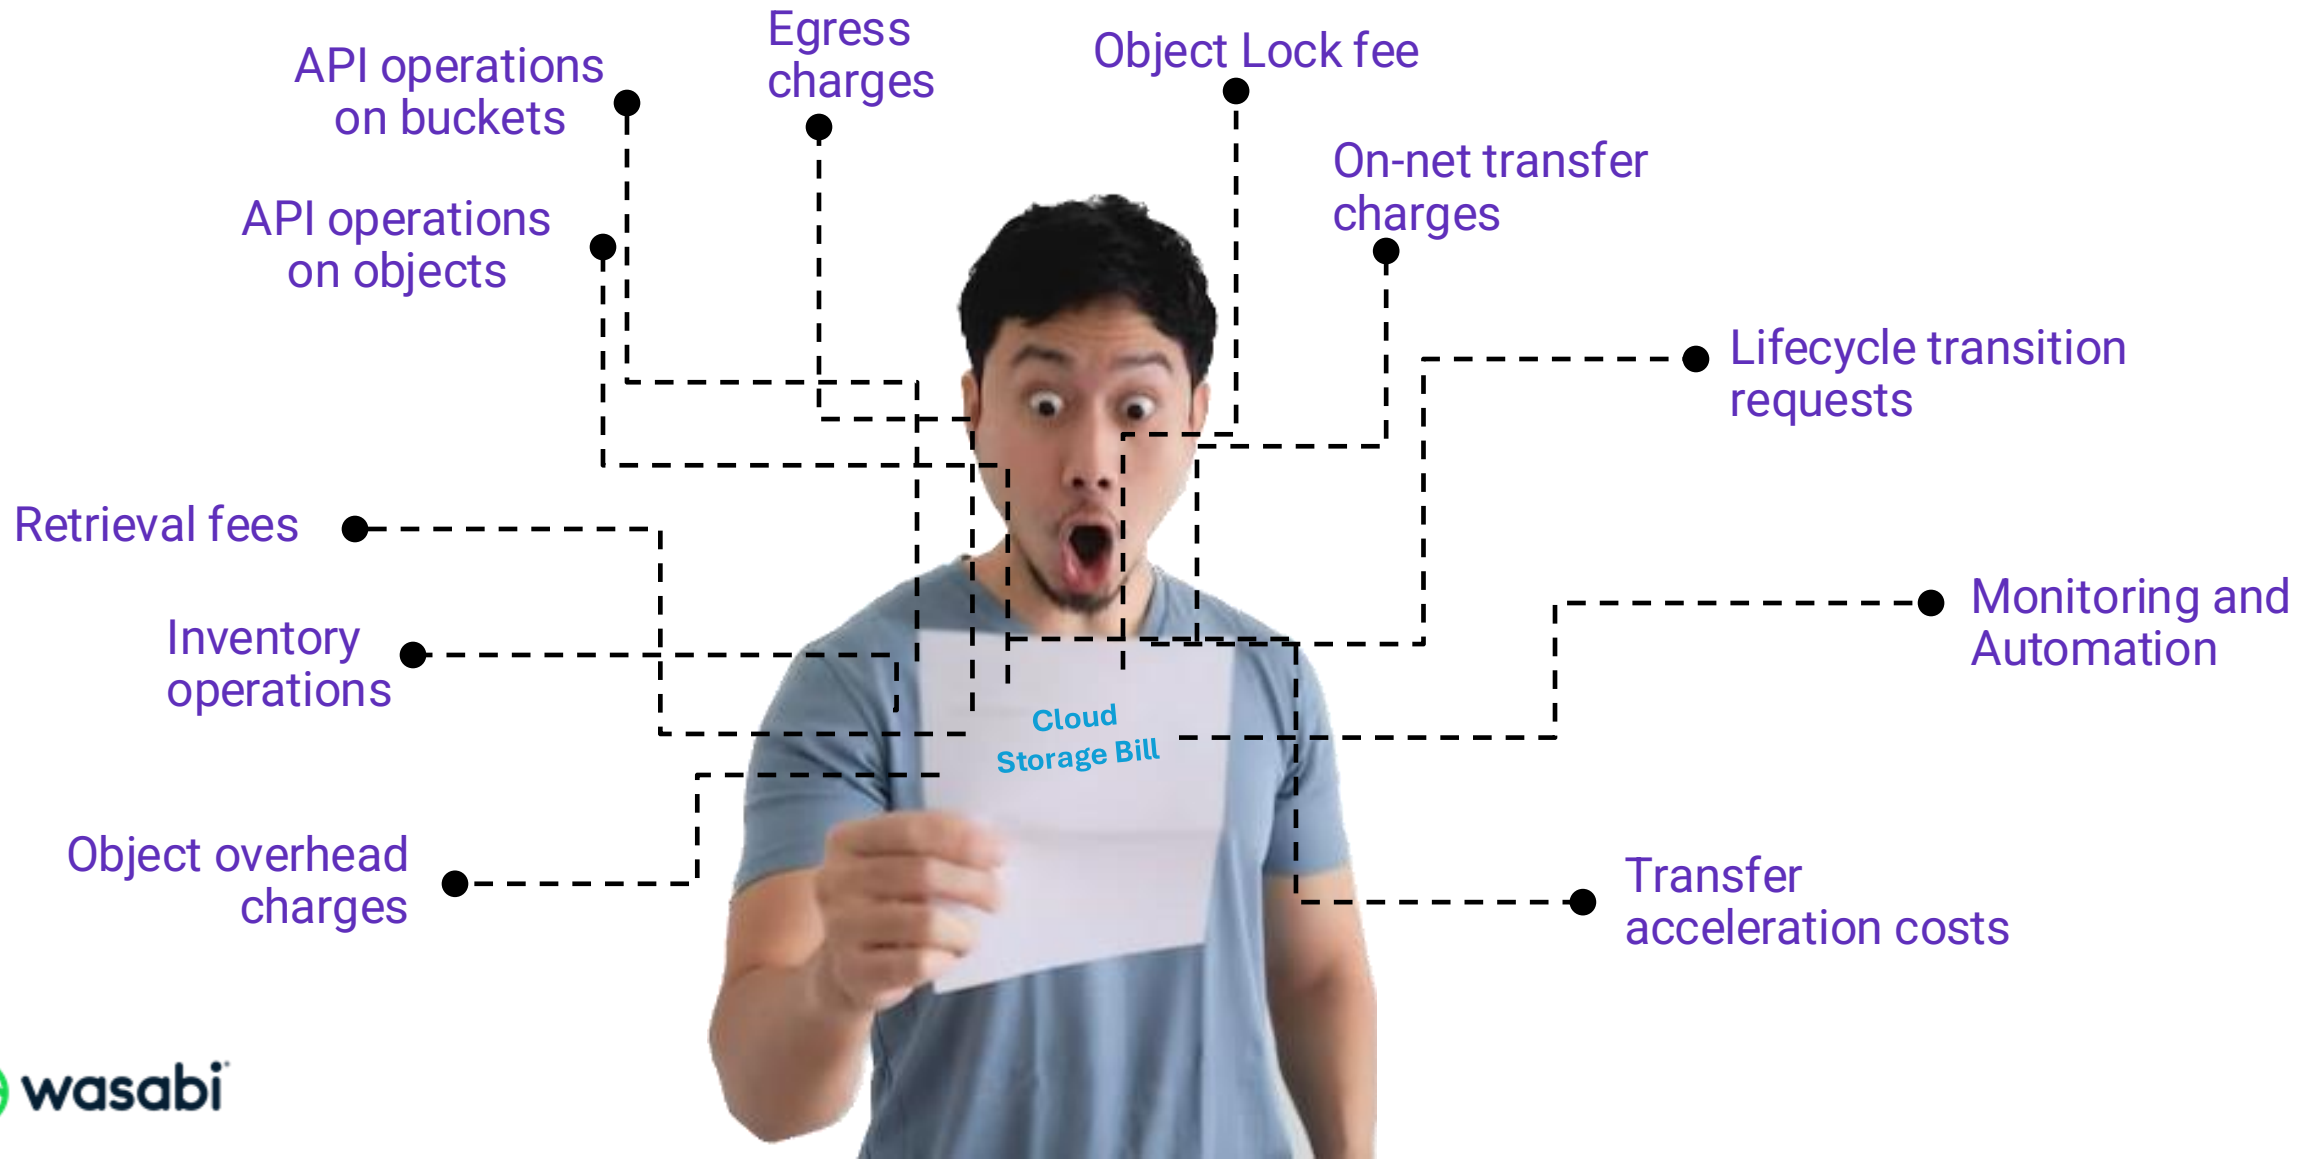 Egress
charges
Object Lock fee
API operations
on buckets
On-net transfer
charges
API operations
on objects
Lifecycle transition
requests
Retrieval fees
Monitoring and
Automation
Inventory
operations
Cloud
Storage Bill
Object overhead
charges
Transfer
acceleration costs
wasabi